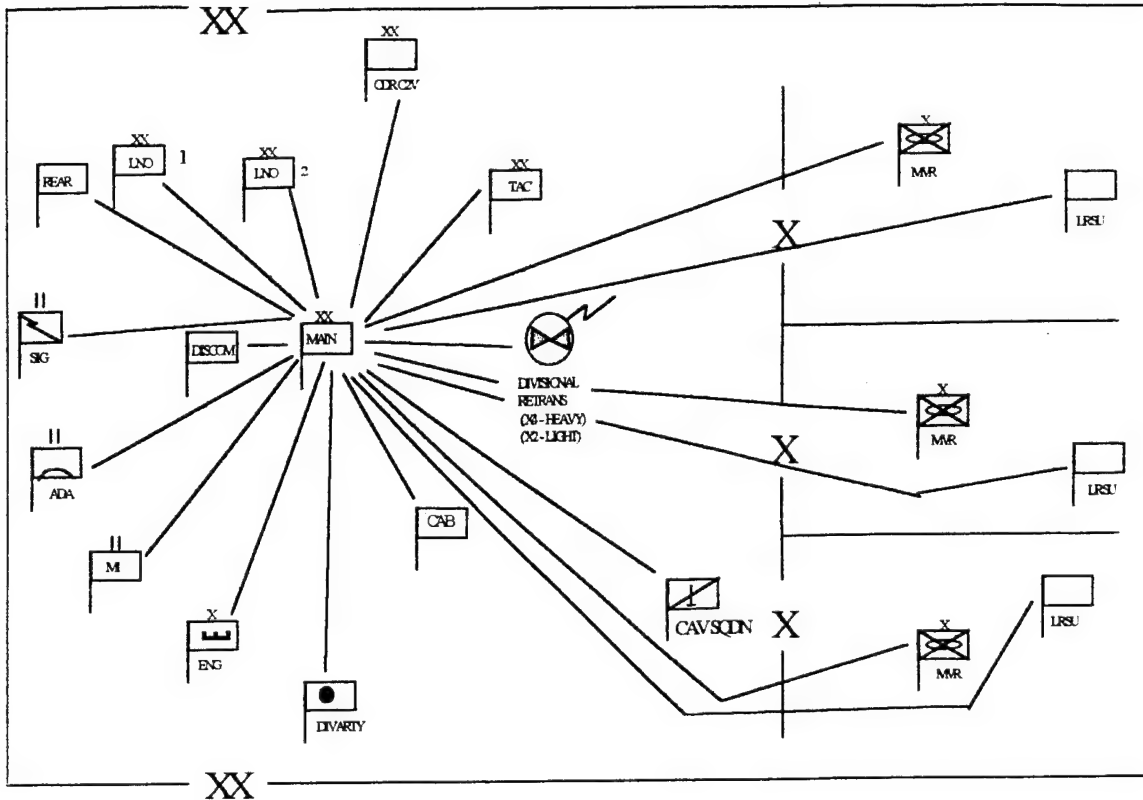 XX
XX
CDR C2V
XX
LNO 1
XX
LNO 2
REAR
XX
TAC
X
MVR
LRSU
X
II
SIG
DISCOM
XX
MAIN
DIVISIONAL
RETRANS
(X3-HEAVY)
(X2-LIGHT)
X
MVR
X
LRSU
II
ADA
CAB
II
MI
X
ENG
CAV SQDN
X
LRSU
X
MVR
DIVARTY
XX